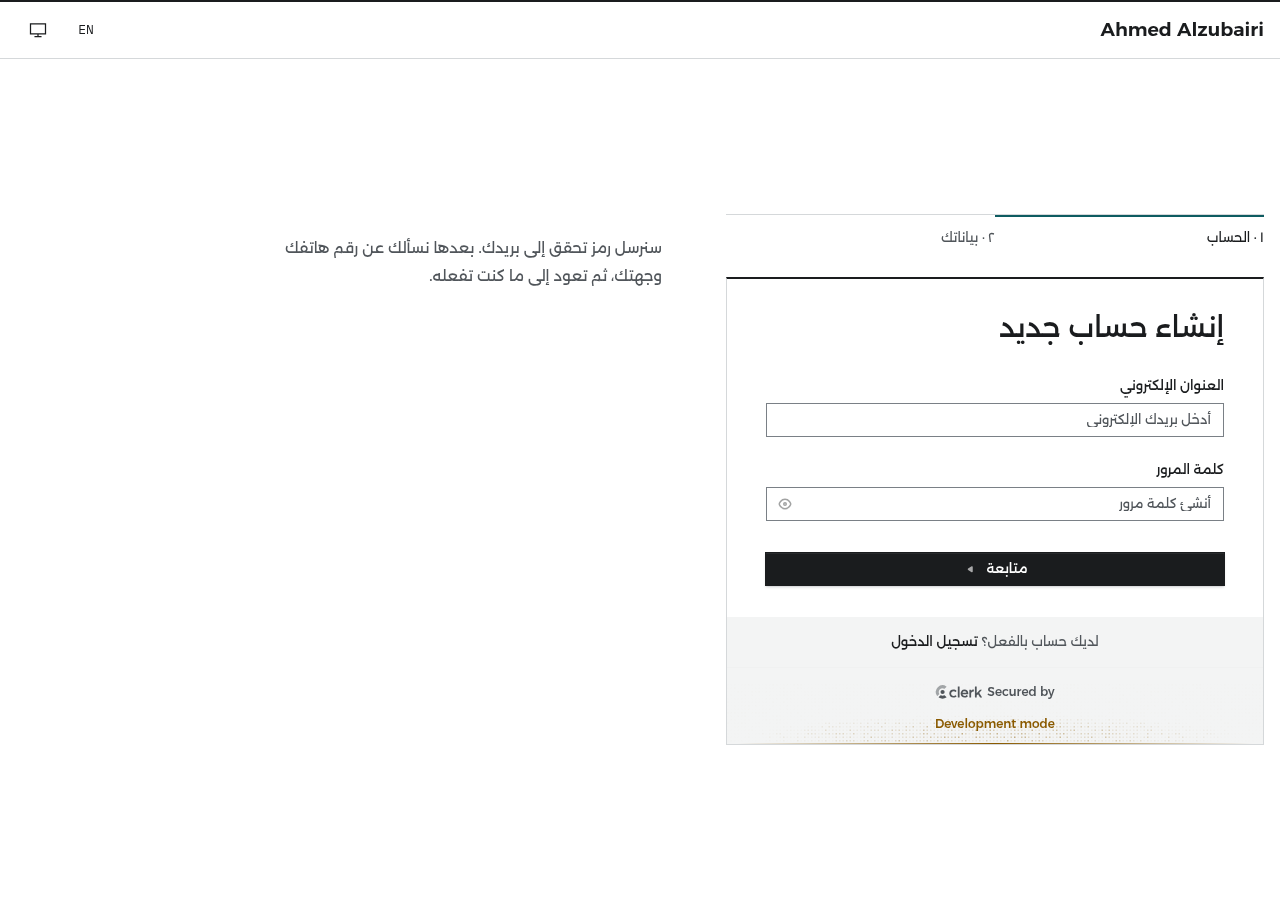 Ahmed Alzubairi
EN
١ · الحساب
٢ · بياناتك
إنشاء حساب جديد
العنوان الإلكتروني
أدخل بريدك الإلكتروني
كلمة المرور
أنشئ كلمة مرور
متابعة
لديك حساب بالفعل؟ تسجيل الدخول
Secured by clerk
Development mode
سنرسل رمز تحقق إلى بريدك. بعدها نسألك عن رقم هاتفك
وجهتك، ثم تعود إلى ما كنت تفعله.